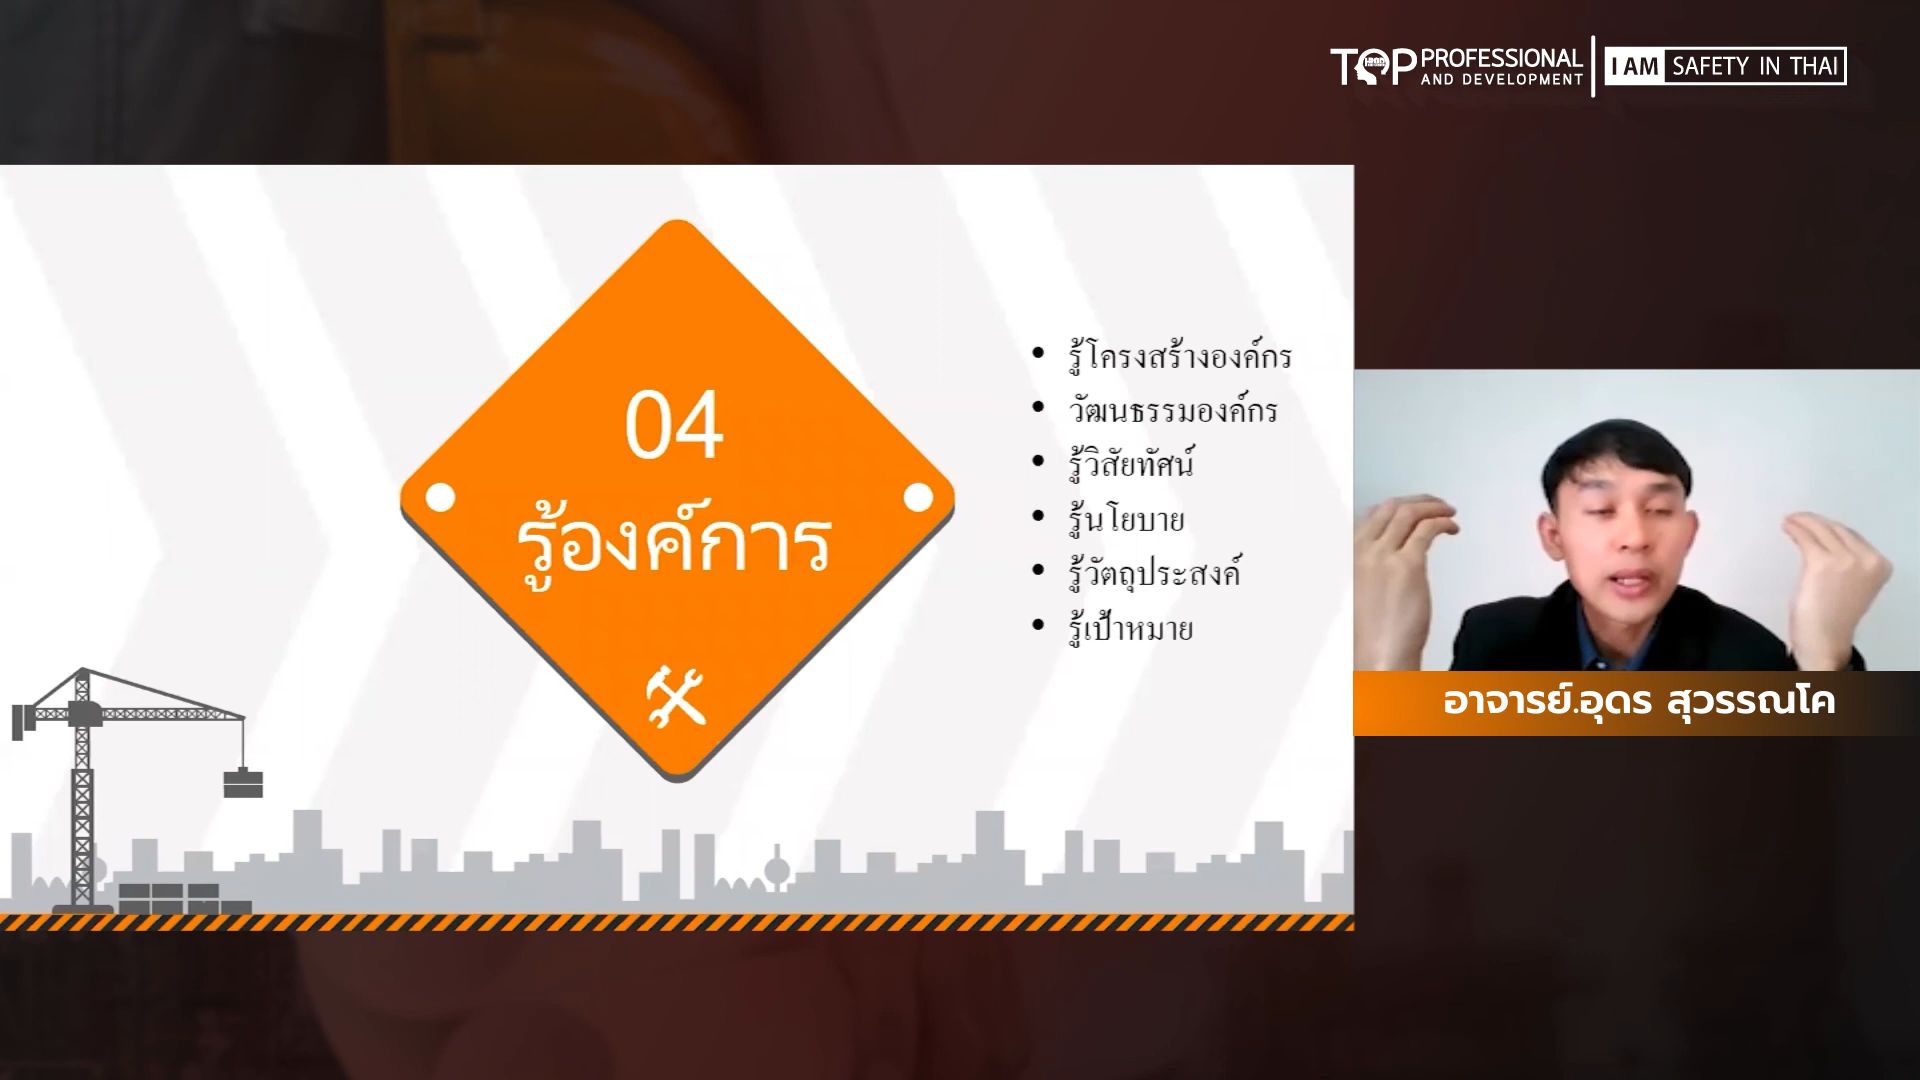 TOP PROFESSIONAL
AND DEVELOPMENT
I AM SAFETY IN THAI
04
รู้องค์การ
• รู้โครงสร้างองค์กร
• วัฒนธรรมองค์กร
• รู้วิสัยทัศน์
• รู้นโยบาย
• รู้วัตถุประสงค์
• รู้เป้าหมาย
อาจารย์.อุดร สุวรรณโค